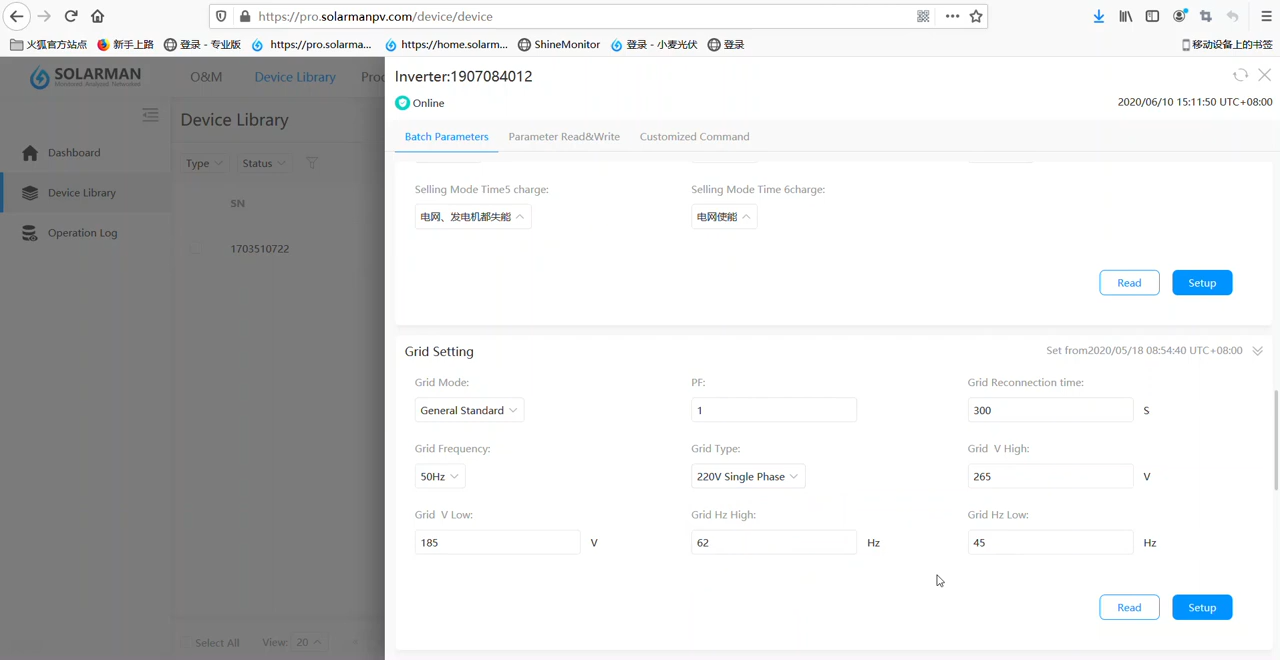 https://pro.solarmanpv.com/device/device
火狐官方站点 新手上路 登录 - 专业版 https://pro.solarma... https://home.solarm... ShineMonitor 登录 - 小麦光伏 登录 移动设备上的书签
SOLARMAN
O&M Device Library Proc
Dashboard
Device Library
Operation Log
Device Library
Type Status
SN
1703510722
Select All View: 20
Inverter:1907084012
Online 2020/06/10 15:11:50 UTC+08:00
Batch Parameters Parameter Read&Write Customized Command
Selling Mode Time5 charge: Selling Mode Time 6charge:
电网、发电机都失能 电网使能
Read Setup
Grid Setting Set from2020/05/18 08:54:40 UTC+08:00
Grid Mode: PF: Grid Reconnection time:
General Standard 1 300 S
Grid Frequency: Grid Type: Grid V High:
50Hz 220V Single Phase 265 V
Grid V Low: Grid Hz High: Grid Hz Low:
185 V 62 Hz 45 Hz
Read Setup